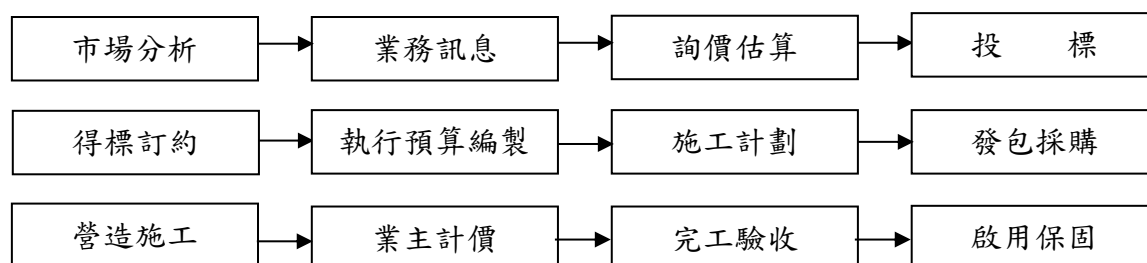 市場分析 業務訊息 詢價估算 投 標
得標訂約 執行預算編製 施工計劃 發包採購
營造施工 業主計價 完工驗收 啟用保固